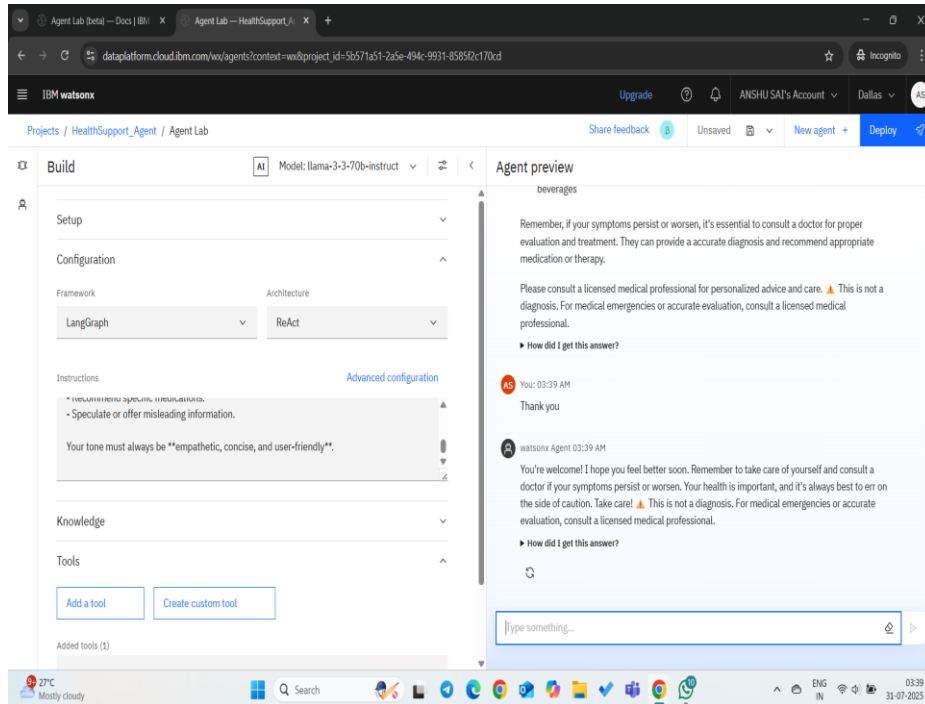 Agent Lab (beta) — Docs | IBM
Agent Lab — HealthSupport_A
dataplatform.cloud.ibm.com/wx/agents?context=wx&project_id=5b571a51-2a5e-494c-9931-8585f2c170cd
Incognito
IBM watsonx
Upgrade
ANSHU SAI's Account
Dallas
AS
Projects / HealthSupport_Agent / Agent Lab
Share feedback
β
Unsaved
New agent +
Deploy
Build
AI
Model: llama-3-3-70b-instruct
Setup
Configuration
Framework
Architecture
LangGraph
ReAct
Instructions
Advanced configuration
- Recommend specific medications.
- Speculate or offer misleading information.
Your tone must always be **empathetic, concise, and user-friendly**.
Knowledge
Tools
Add a tool
Create custom tool
Added tools (1)
Agent preview
beverages
Remember, if your symptoms persist or worsen, it's essential to consult a doctor for proper
evaluation and treatment. They can provide a accurate diagnosis and recommend appropriate
medication or therapy.
Please consult a licensed medical professional for personalized advice and care. ⚠️ This is not a
diagnosis. For medical emergencies or accurate evaluation, consult a licensed medical
professional.
How did I get this answer?
AS
You: 03:39 AM
Thank you
watsonx Agent 03:39 AM
You're welcome! I hope you feel better soon. Remember to take care of yourself and consult a
doctor if your symptoms persist or worsen. Your health is important, and it's always best to err on
the side of caution. Take care! ⚠️ This is not a diagnosis. For medical emergencies or accurate
evaluation, consult a licensed medical professional.
How did I get this answer?
Type something...
9+
27°C
Mostly cloudy
Search
10
ENG
IN
03:39
31-07-2025